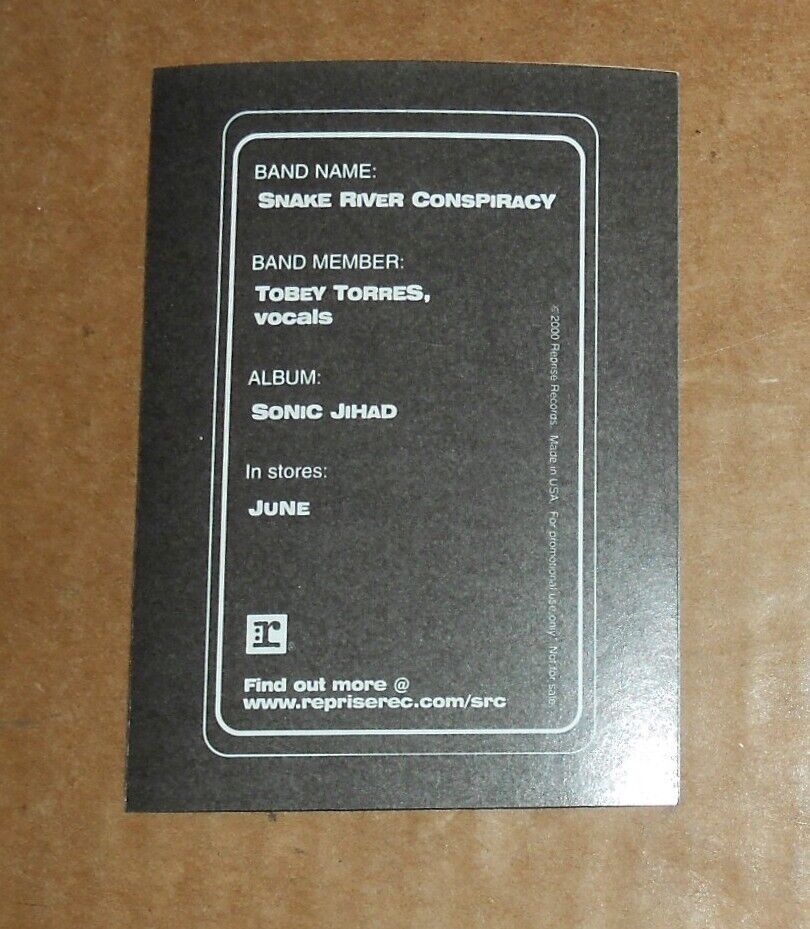 BAND NAME:
SNAKE RIVER CONSPIRACY
BAND MEMBER:
TOBEY TORRES,
vocals
ALBUM:
SONIC JIHAD
In stores:
JUNE
r
Find out more @
www.repriserec.com/src
© 2000 Reprise Records. Made in USA. For promotional use only. Not for sale.